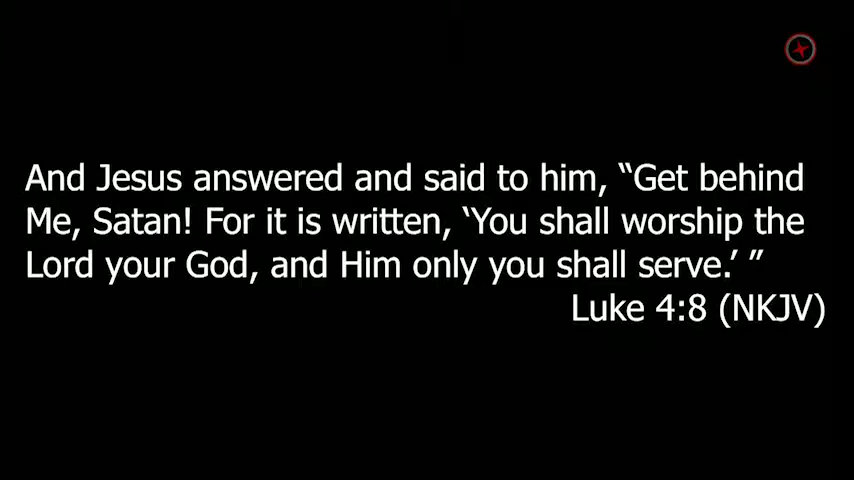 And Jesus answered and said to him, “Get behind
Me, Satan! For it is written, ‘You shall worship the
Lord your God, and Him only you shall serve.’ ”
Luke 4:8 (NKJV)